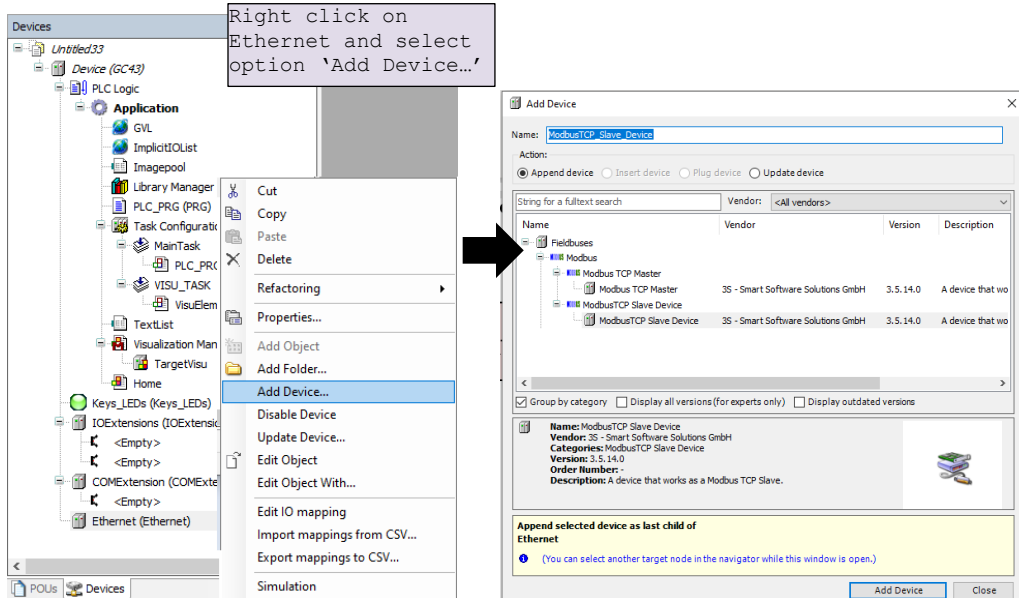 Right click on
Ethernet and select
option ‘Add Device…’
Devices
Untitled33
Device (GC43)
PLC Logic
Application
GVL
ImplicitIOList
Imagepool
Library Manager
PLC_PRG (PRG)
Task Configuratic
MainTask
PLC_PRG
VISU_TASK
VisuElem
TextList
Visualization Man
TargetVisu
Home
Keys_LEDs (Keys_LEDs)
IOExtensions (IOExtensic
<Empty>
<Empty>
COMExtension (COMExte
<Empty>
Ethernet (Ethernet)
POUs
Devices
Cut
Copy
Paste
Delete
Refactoring
Properties...
Add Object
Add Folder...
Add Device...
Disable Device
Update Device...
Edit Object
Edit Object With...
Edit IO mapping
Import mappings from CSV...
Export mappings to CSV...
Simulation
Add Device
Name: ModbusTCP_Slave_Device
Action:
Append device Insert device Plug device Update device
String for a fulltext search Vendor: <All vendors>
Name Vendor Version Description
Fieldbuses
Modbus
Modbus TCP Master
Modbus TCP Master 3S - Smart Software Solutions GmbH 3.5.14.0 A device that wo
ModbusTCP Slave Device
ModbusTCP Slave Device 3S - Smart Software Solutions GmbH 3.5.14.0 A device that wo
Group by category Display all versions (for experts only) Display outdated versions
Name: ModbusTCP Slave Device
Vendor: 3S - Smart Software Solutions GmbH
Categories: ModbusTCP Slave Device
Version: 3.5.14.0
Order Number: -
Description: A device that works as a Modbus TCP Slave.
Append selected device as last child of
Ethernet
(You can select another target node in the navigator while this window is open.)
Add Device Close